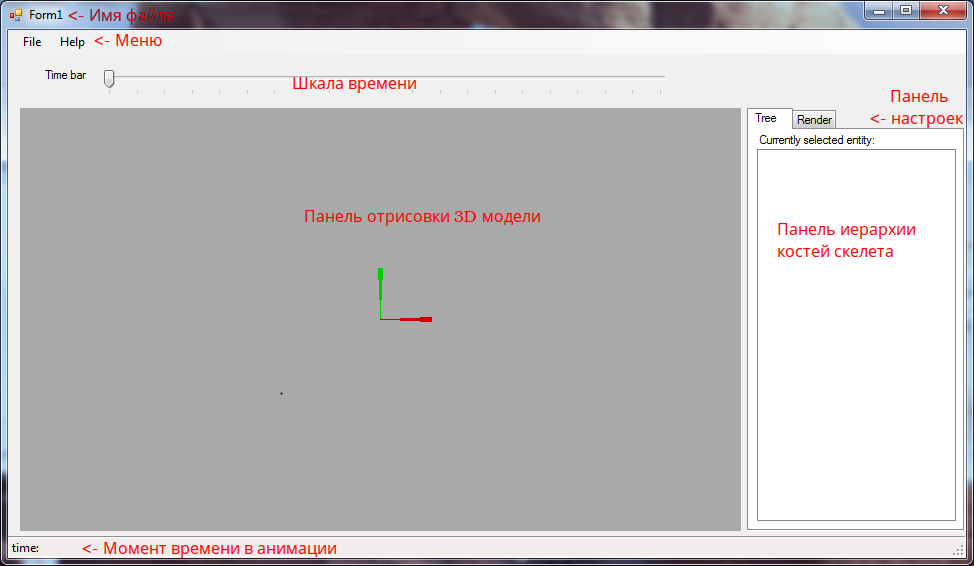 Form1 <- Имя файла
File Help <- Меню
Time bar
Шкала времени
Панель
<- настроек
Tree Render
Currently selected entity:
Панель отрисовки 3D модели
Панель иерархии
костей скелета
time: <- Момент времени в анимации